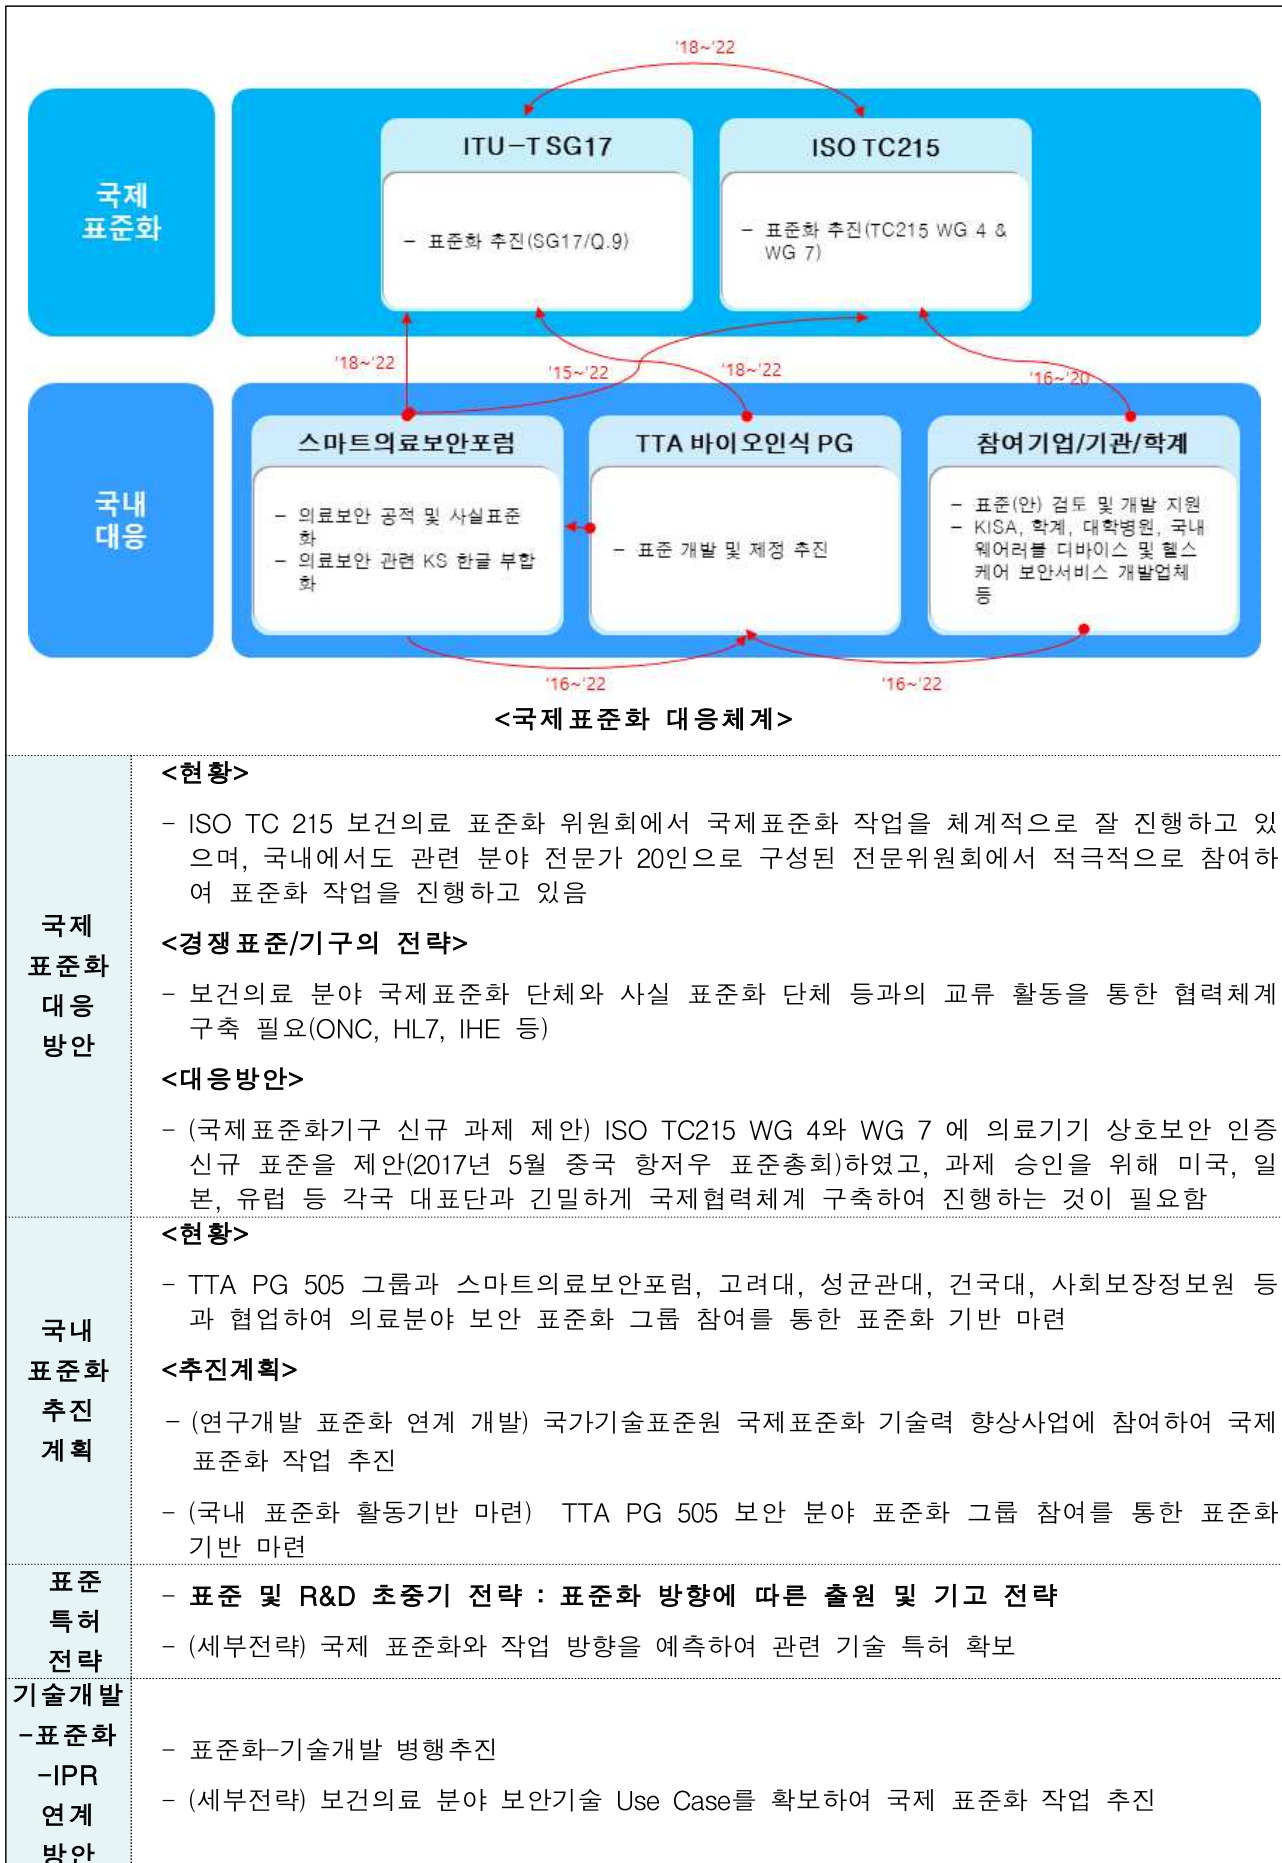 '18~'22
국제
표준화
ITU-T SG17
- 표준화 추진(SG17/Q.9)
ISO TC215
- 표준화 추진(TC215 WG 4 &
WG 7)
'18~'22
'15~'22
'18~'22
'16~'20
국내
대응
스마트의료보안포럼
- 의료보안 공적 및 사실표준
화
- 의료보안 관련 KS 한글 부합
화
TTA 바이오인식 PG
- 표준 개발 및 제정 추진
참여기업/기관/학계
- 표준(안) 검토 및 개발 지원
- KISA, 학계, 대학병원, 국내
웨어러블 디바이스 및 헬스
케어 보안서비스 개발업체
등
'16~'22
'16~'22
<국제표준화 대응체계>
국제
표준화
대응
방안
<현황>
- ISO TC 215 보건의료 표준화 위원회에서 국제표준화 작업을 체계적으로 잘 진행하고 있
으며, 국내에서도 관련 분야 전문가 20인으로 구성된 전문위원회에서 적극적으로 참여하
여 표준화 작업을 진행하고 있음
<경쟁표준/기구의 전략>
- 보건의료 분야 국제표준화 단체와 사실 표준화 단체 등과의 교류 활동을 통한 협력체계
구축 필요(ONC, HL7, IHE 등)
<대응방안>
- (국제표준화기구 신규 과제 제안) ISO TC215 WG 4와 WG 7 에 의료기기 상호보안 인증
신규 표준을 제안(2017년 5월 중국 항저우 표준총회)하였고, 과제 승인을 위해 미국, 일
본, 유럽 등 각국 대표단과 긴밀하게 국제협력체계 구축하여 진행하는 것이 필요함
국내
표준화
추진
계획
<현황>
- TTA PG 505 그룹과 스마트의료보안포럼, 고려대, 성균관대, 건국대, 사회보장정보원 등
과 협업하여 의료분야 보안 표준화 그룹 참여를 통한 표준화 기반 마련
<추진계획>
- (연구개발 표준화 연계 개발) 국가기술표준원 국제표준화 기술력 향상사업에 참여하여 국제
표준화 작업 추진
- (국내 표준화 활동기반 마련) TTA PG 505 보안 분야 표준화 그룹 참여를 통한 표준화
기반 마련
표준
특허
전략
- 표준 및 R&D 초중기 전략 : 표준화 방향에 따른 출원 및 기고 전략
- (세부전략) 국제 표준화와 작업 방향을 예측하여 관련 기술 특허 확보
기술개발
-표준화
-IPR
연계
방안
- 표준화-기술개발 병행추진
- (세부전략) 보건의료 분야 보안기술 Use Case를 확보하여 국제 표준화 작업 추진